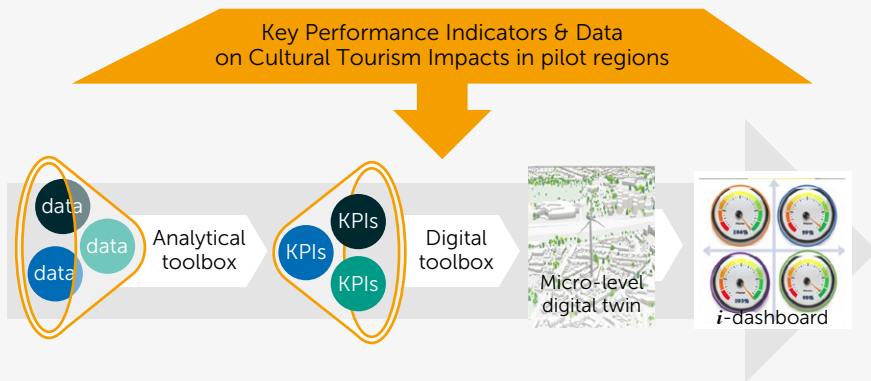 Key Performance Indicators & Data
on Cultural Tourism Impacts in pilot regions
data
data
data
Analytical
toolbox
KPIs
KPIs
KPIs
Digital
toolbox
Micro-level
digital twin
i-dashboard